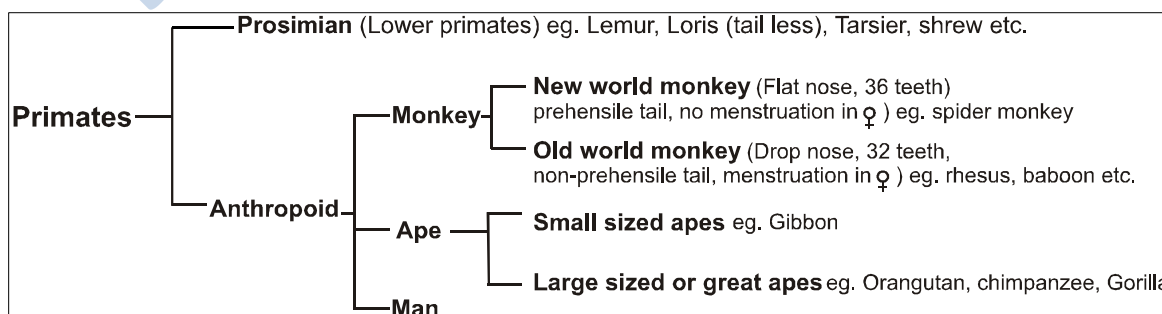 Prosimian (Lower primates) eg. Lemur, Loris (tail less), Tarsier, shrew etc.
Primates
Monkey
New world monkey (Flat nose, 36 teeth)
prehensile tail, no menstruation in ♀ ) eg. spider monkey
Old world monkey (Drop nose, 32 teeth,
non-prehensile tail, menstruation in ♀ ) eg. rhesus, baboon etc.
Anthropoid
Ape
Small sized apes eg. Gibbon
Large sized or great apes eg. Orangutan, chimpanzee, Gorilla
Man